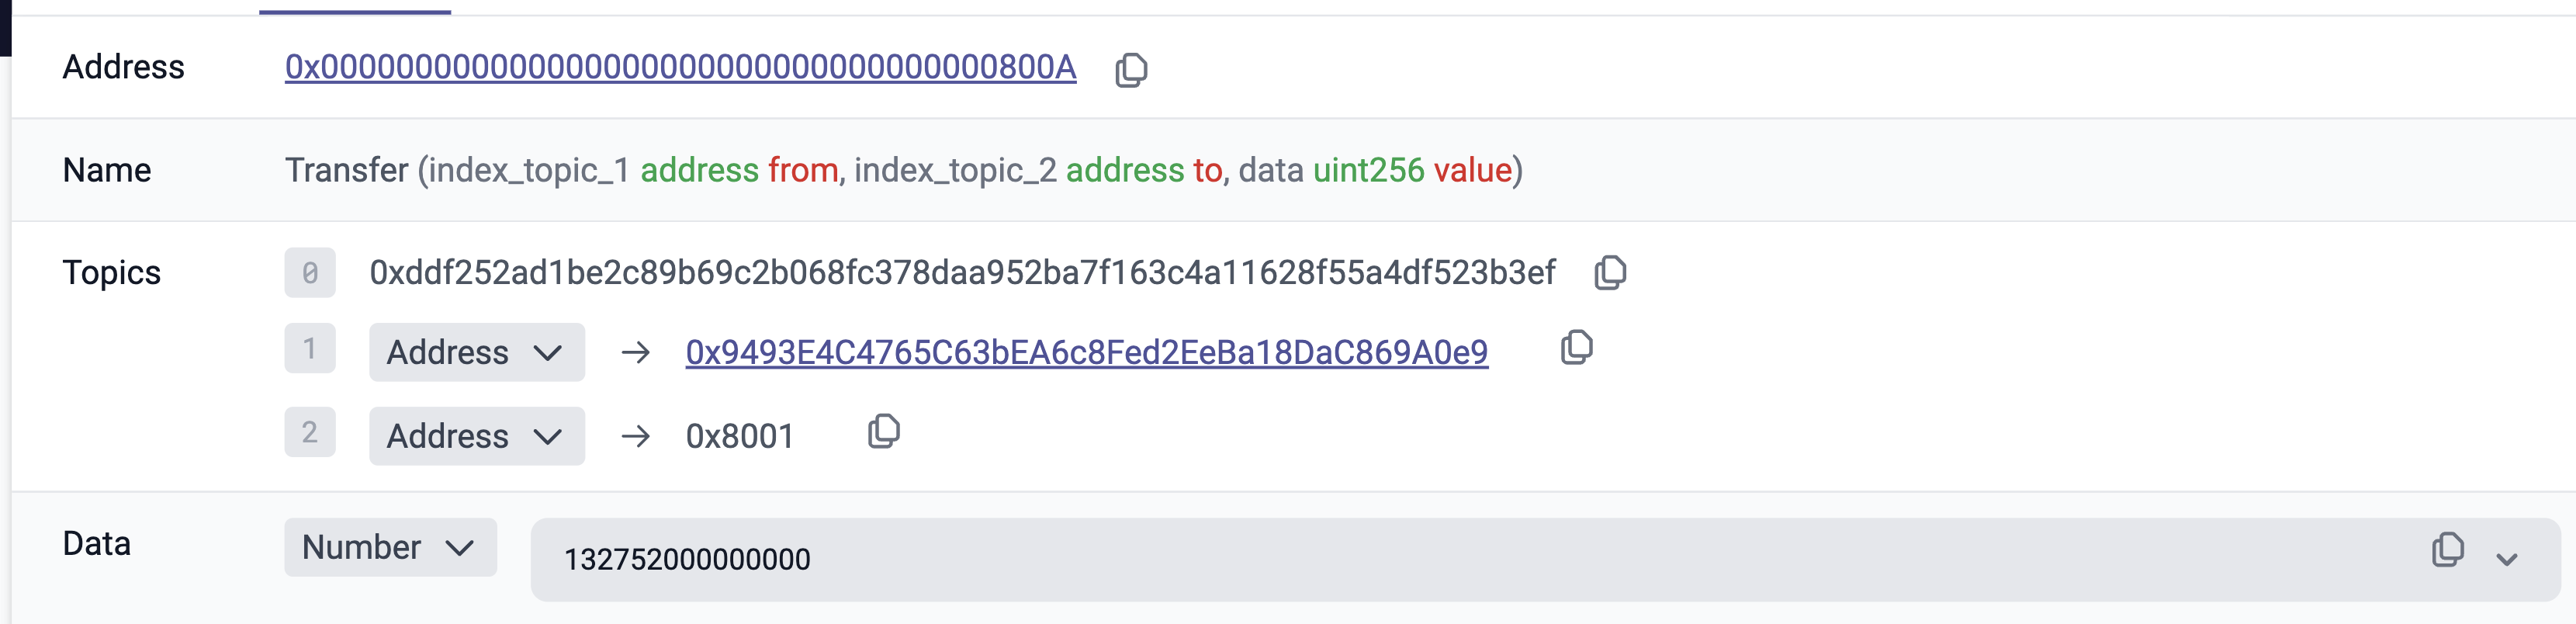 Address 0x000000000000000000000000000000000000800A
Name Transfer (index_topic_1 address from, index_topic_2 address to, data uint256 value)
Topics 0 0xddf252ad1be2c89b69c2b068fc378daa952ba7f163c4a11628f55a4df523b3ef
1 Address → 0x9493E4C4765C63bEA6c8Fed2EeBa18DaC869A0e9
2 Address → 0x8001
Data Number 132752000000000